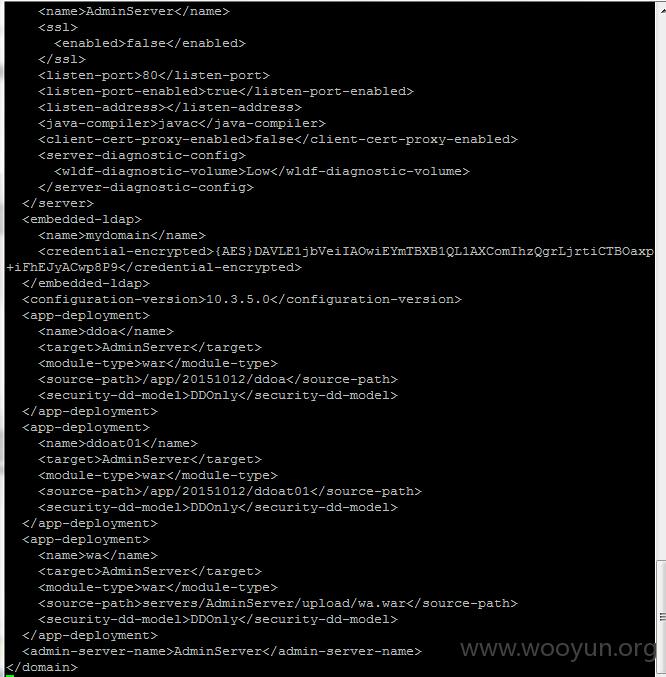 <name>AdminServer</name>
<ssl>
<enabled>false</enabled>
</ssl>
<listen-port>80</listen-port>
<listen-port-enabled>true</listen-port-enabled>
<listen-address></listen-address>
<java-compiler>javac</java-compiler>
<client-cert-proxy-enabled>false</client-cert-proxy-enabled>
<server-diagnostic-config>
<wldf-diagnostic-volume>Low</wldf-diagnostic-volume>
</server-diagnostic-config>
</server>
<embedded-ldap>
<name>mydomain</name>
<credential-encrypted>{AES}DAVLE1jbVeiIAOwiEYmTBXB1QL1AXComIhzQgrLjrtiCTBOaxp
+iFhEJyACwp8P9</credential-encrypted>
</embedded-ldap>
<configuration-version>10.3.5.0</configuration-version>
<app-deployment>
<name>ddoa</name>
<target>AdminServer</target>
<module-type>war</module-type>
<source-path>/app/20151012/ddoa</source-path>
<security-dd-model>DDOnly</security-dd-model>
</app-deployment>
<app-deployment>
<name>ddoat01</name>
<target>AdminServer</target>
<module-type>war</module-type>
<source-path>/app/20151012/ddoat01</source-path>
<security-dd-model>DDOnly</security-dd-model>
</app-deployment>
<app-deployment>
<name>wa</name>
<target>AdminServer</target>
<module-type>war</module-type>
<source-path>servers/AdminServer/upload/wa.war</source-path>
<security-dd-model>DDOnly</security-dd-model>
</app-deployment>
<admin-server-name>AdminServer</admin-server-name>
www.wooyun.org
</domain>